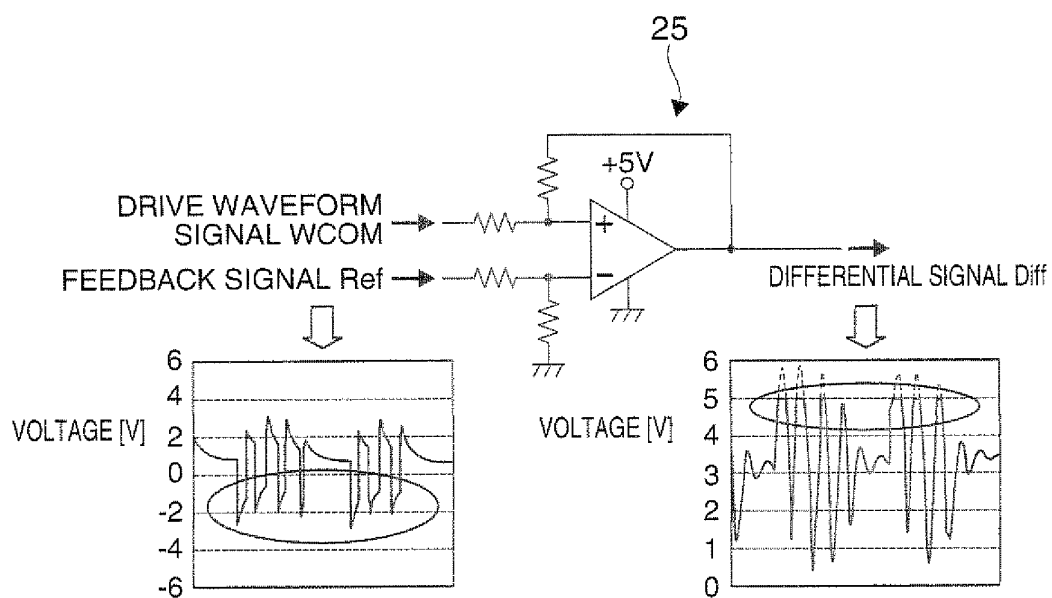 25
+5V
DRIVE WAVEFORM
SIGNAL WCOM
+
FEEDBACK SIGNAL Ref
−
DIFFERENTIAL SIGNAL Diff
VOLTAGE [V]
6
4
2
0
-2
-4
-6
VOLTAGE [V]
6
5
4
3
2
1
0